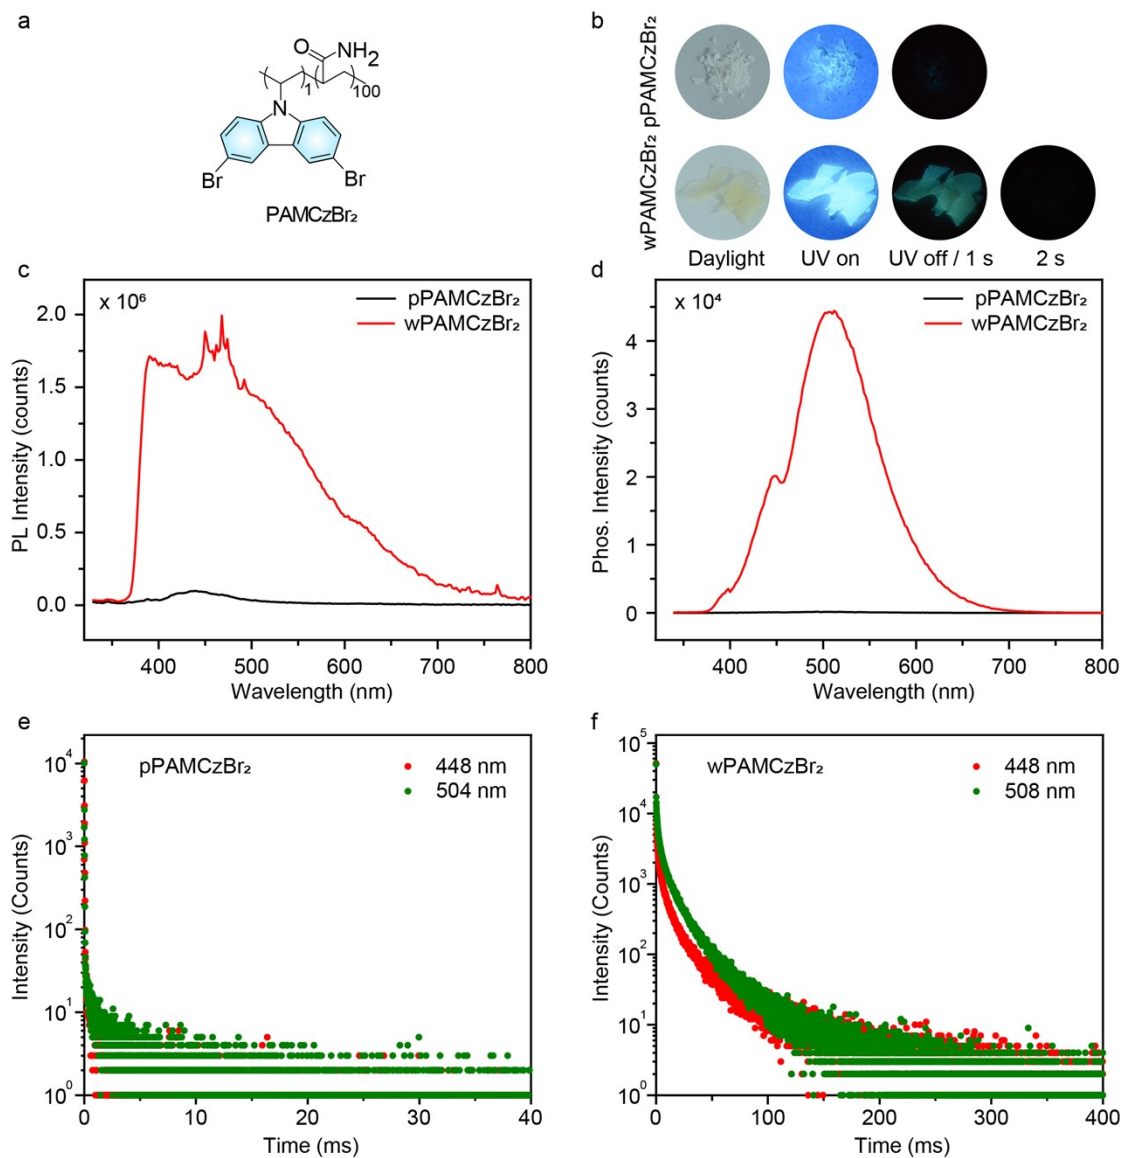 a
O
NH₂
1
100
N
Br
Br
PAMCzBr₂
b
pPAMCzBr₂
wPAMCzBr₂
Daylight
UV on
UV off / 1 s
2 s
c
x 10⁶
pPAMCzBr₂
wPAMCzBr₂
PL Intensity (counts)
2.0
1.5
1.0
0.5
0.0
400 500 600 700 800
Wavelength (nm)
d
x 10⁴
pPAMCzBr₂
wPAMCzBr₂
Phos. Intensity (counts)
4
3
2
1
0
400 500 600 700 800
Wavelength (nm)
e
pPAMCzBr₂
448 nm
504 nm
Intensity (Counts)
10⁴
10³
10²
10¹
10⁰
0 10 20 30 40
Time (ms)
f
wPAMCzBr₂
448 nm
508 nm
Intensity (Counts)
10⁵
10⁴
10³
10²
10¹
10⁰
0 100 200 300 400
Time (ms)